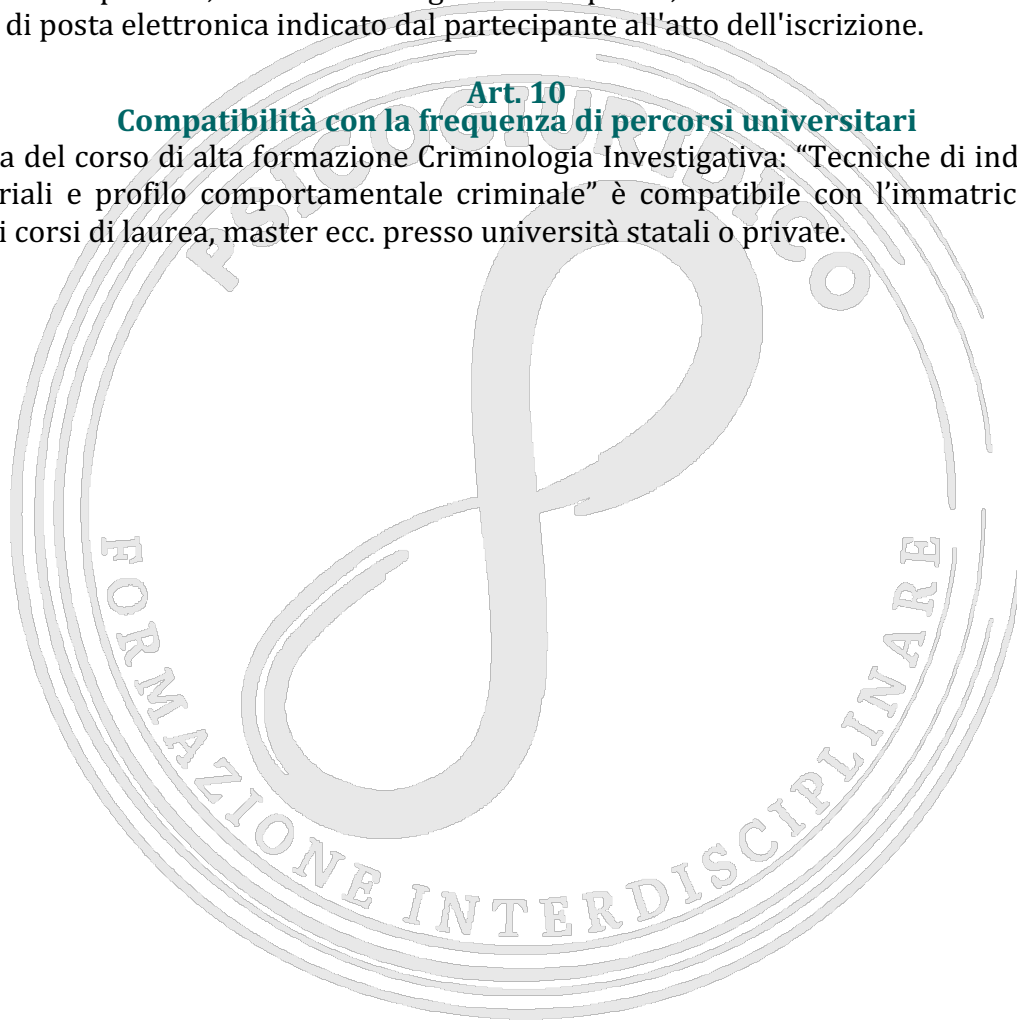 di posta elettronica indicato dal partecipante all'atto dell'iscrizione.
Art. 10
Compatibilità con la frequenza di percorsi universitari
a del corso di alta formazione Criminologia Investigativa: “Tecniche di ind
riali e profilo comportamentale criminale” è compatibile con l’immatric
i corsi di laurea, master ecc. presso università statali o private.
PSICOGIURIDICO
FORMAZIONE INTERDISCIPLINARE